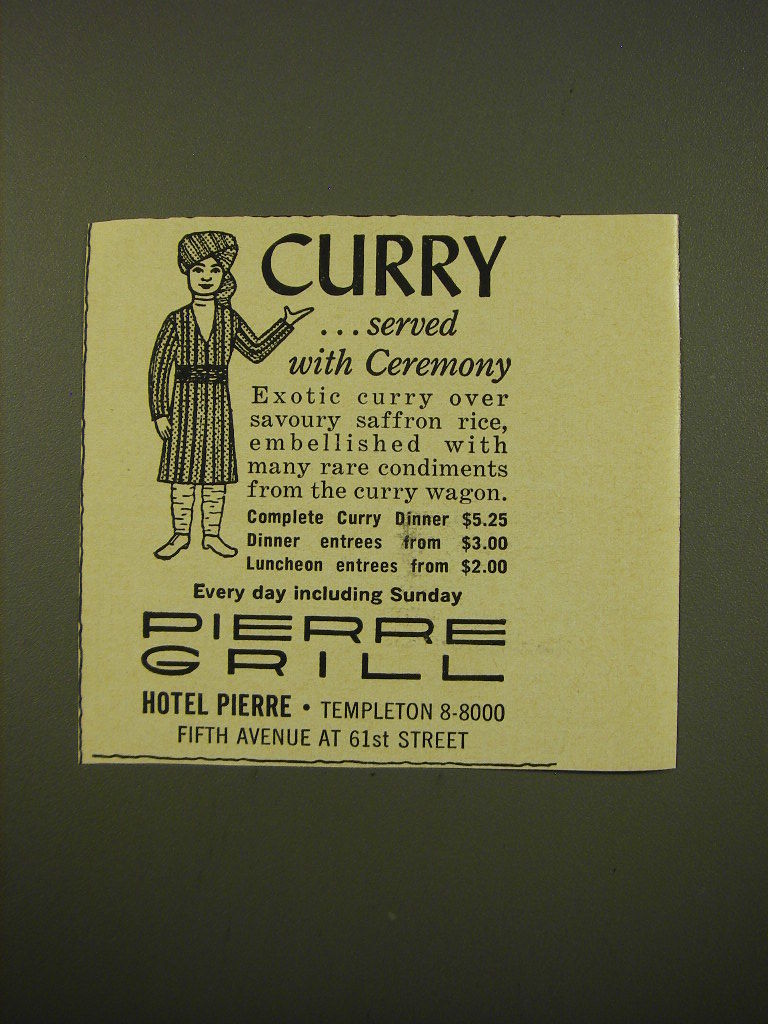 CURRY
...served
with Ceremony
Exotic curry over
savoury saffron rice,
embellished with
many rare condiments
from the curry wagon.
Complete Curry Dinner $5.25
Dinner entrees from $3.00
Luncheon entrees from $2.00
Every day including Sunday
PIERRE
GRILL
HOTEL PIERRE • TEMPLETON 8-8000
FIFTH AVENUE AT 61st STREET